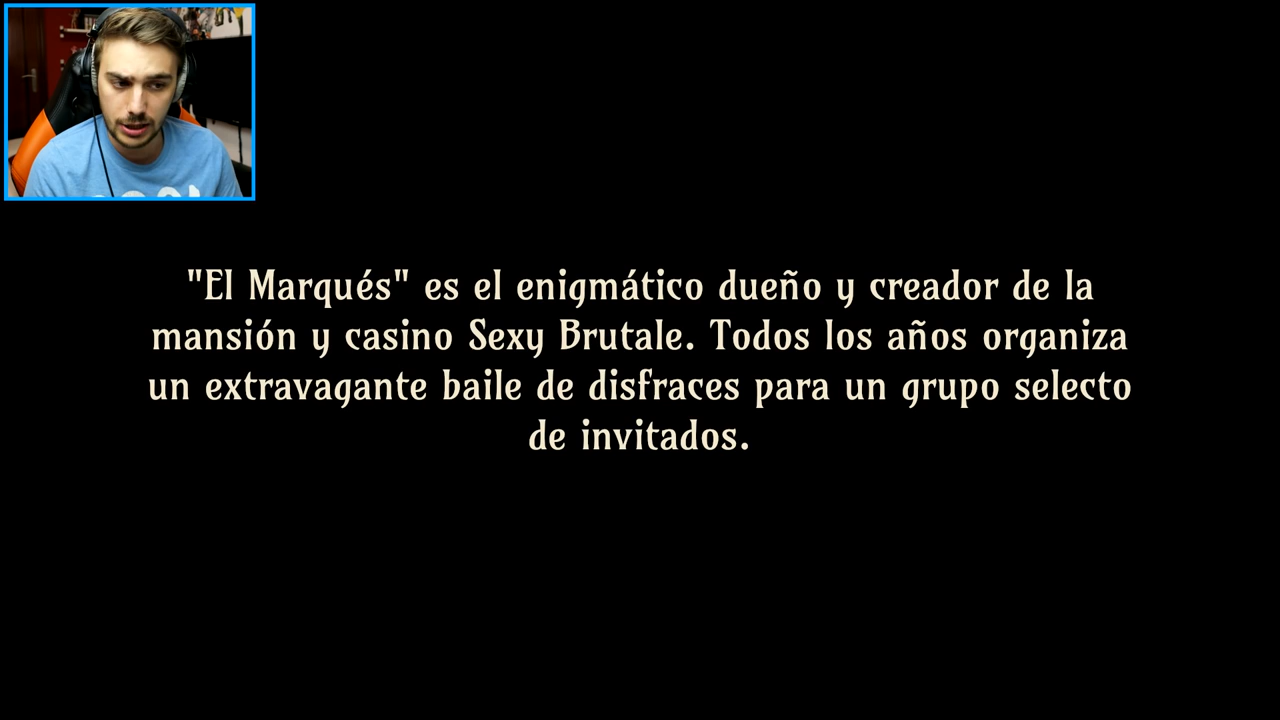 "El Marqués" es el enigmático dueño y creador de la
mansión y casino Sexy Brutale. Todos los años organiza
un extravagante baile de disfraces para un grupo selecto
de invitados.